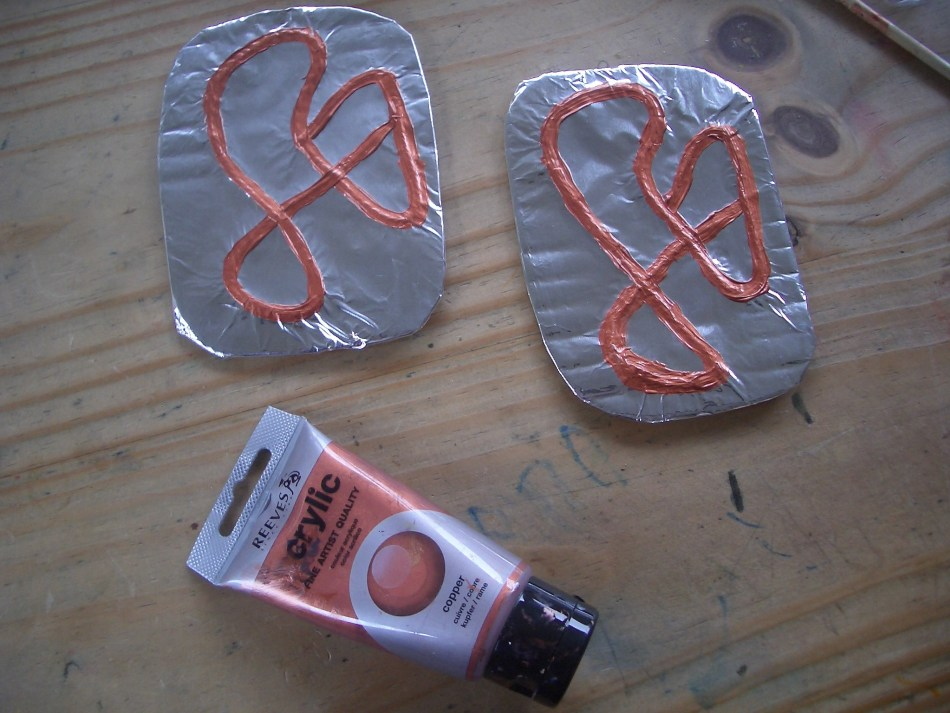 REEVES
crylic
FINE ARTIST QUALITY
copper
cuivre / cobre
kupfer / rame